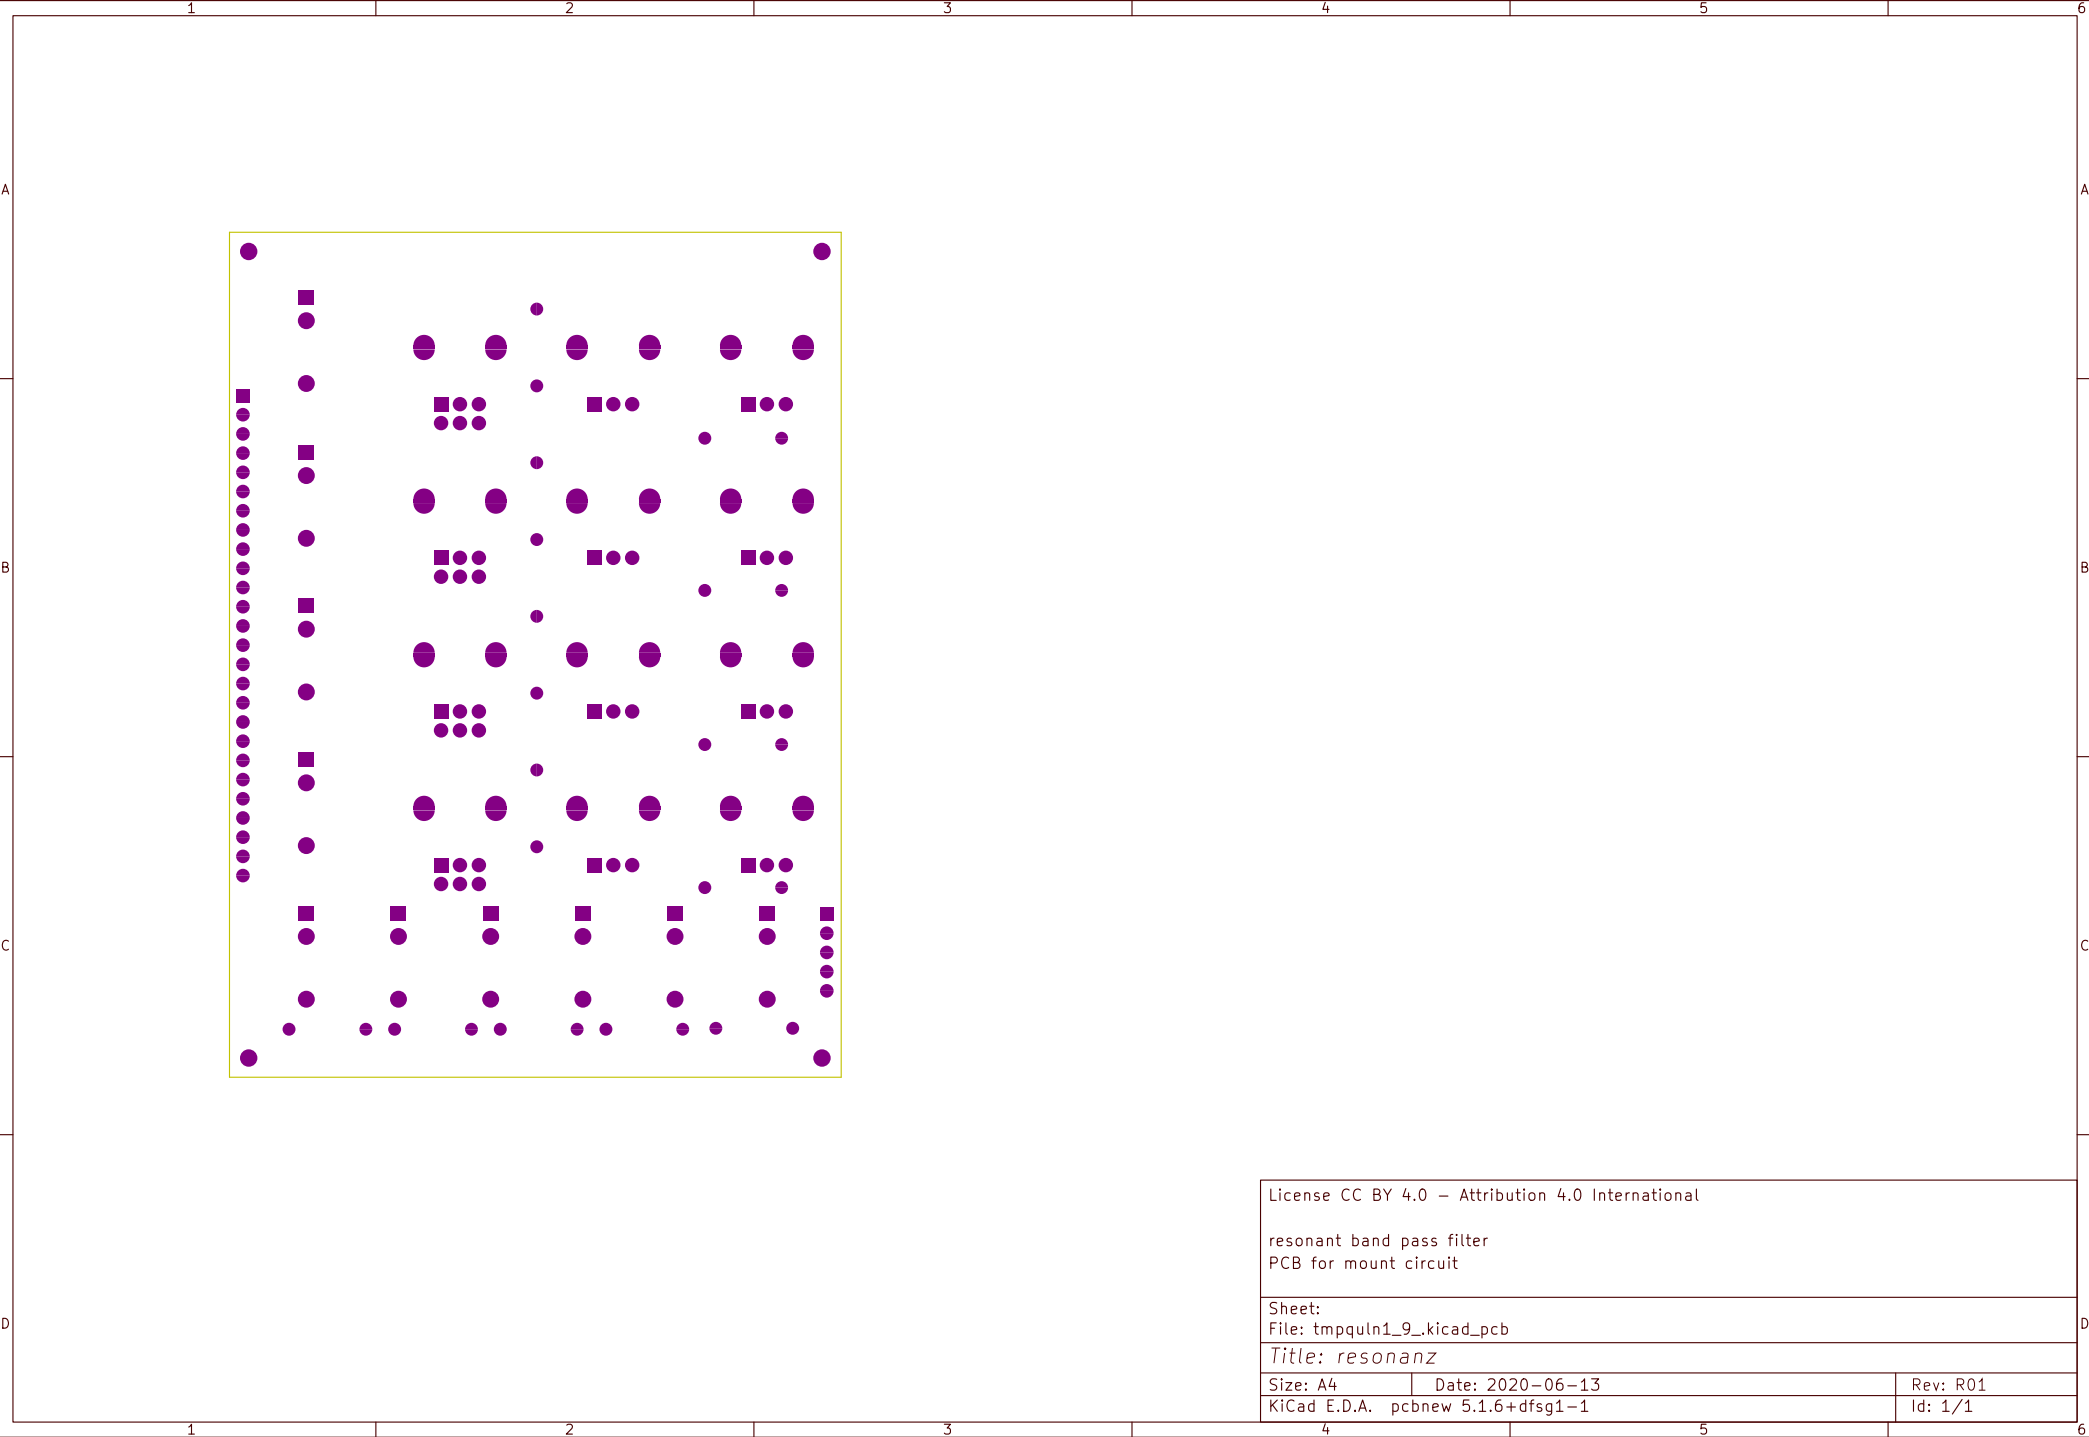 1 2 3 4 5 6
A A
B B
C C
License CC BY 4.0 – Attribution 4.0 International
resonant band pass filter
PCB for mount circuit
Sheet:
D File: tmpquln1_9_.kicad_pcb D
Title: resonanz
Size: A4 Date: 2020–06–13 Rev: R01
KiCad E.D.A. pcbnew 5.1.6+dfsg1–1 Id: 1/1
1 2 3 4 5 6